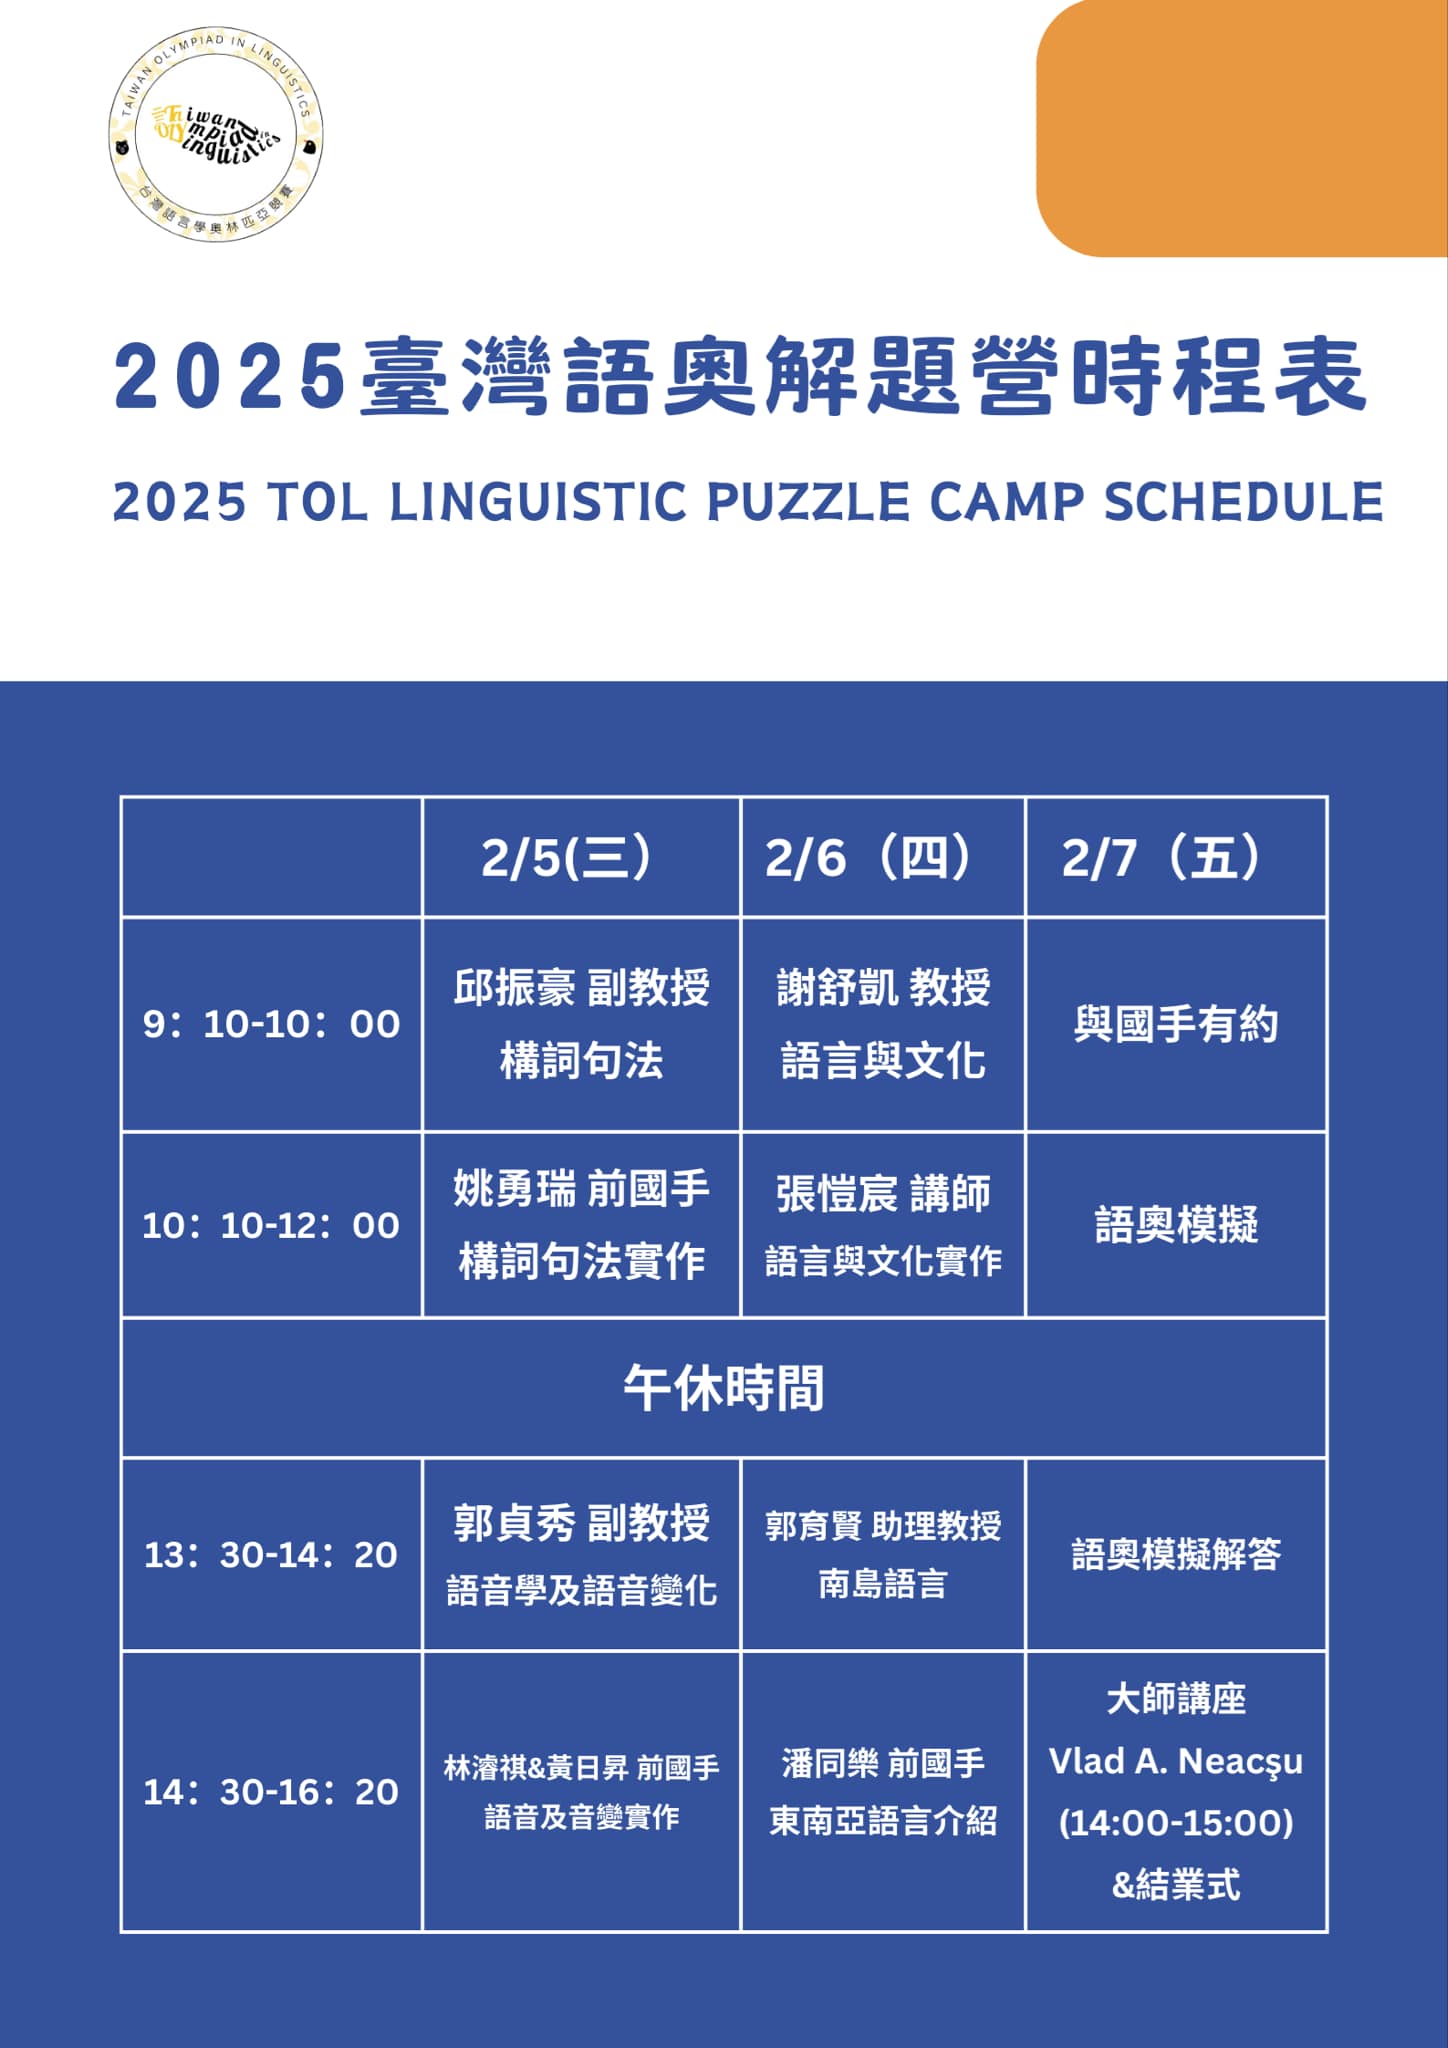 TAIWAN OLYMPIAD IN LINGUISTICS
Taiwan
OLYmpiad in
Linguistics
台灣語言學奧林匹亞競賽
2025臺灣語奧解題營時程表
2025 TOL LINGUISTIC PUZZLE CAMP SCHEDULE
2/5(三）
2/6（四）
2/7（五）
9：10-10：00
邱振豪 副教授
構詞句法
謝舒凱 教授
語言與文化
與國手有約
10：10-12：00
姚勇瑞 前國手
構詞句法實作
張愷宸 講師
語言與文化實作
語奧模擬
午休時間
13：30-14：20
郭貞秀 副教授
語音學及語音變化
郭育賢 助理教授
南島語言
語奧模擬解答
14：30-16：20
林濬祺&黃日昇 前國手
語音及音變實作
潘同樂 前國手
東南亞語言介紹
大師講座
Vlad A. Neacşu
(14:00-15:00)
&結業式